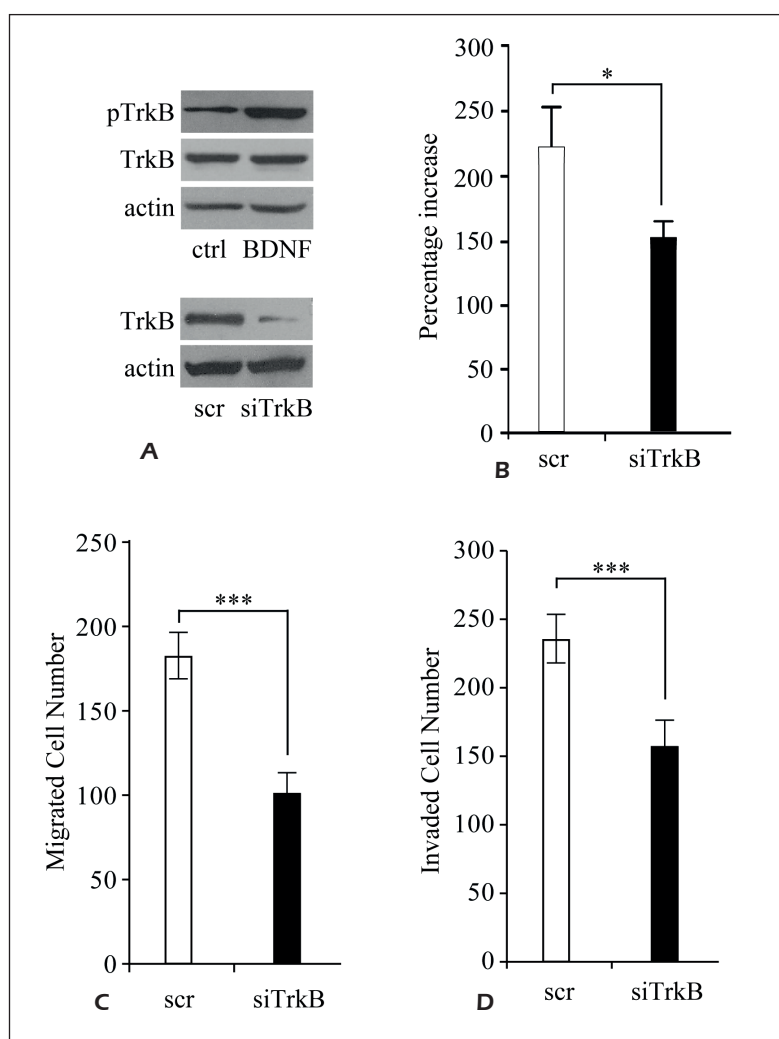 pTrkB
TrkB
actin
ctrl BDNF
TrkB
actin
scr siTrkB
A
300
250
200
150
100
50
0
Percentage increase
*
scr siTrkB
B
250
200
150
100
50
0
Migrated Cell Number
***
scr siTrkB
C
300
250
200
150
100
50
0
Invaded Cell Number
***
scr siTrkB
D